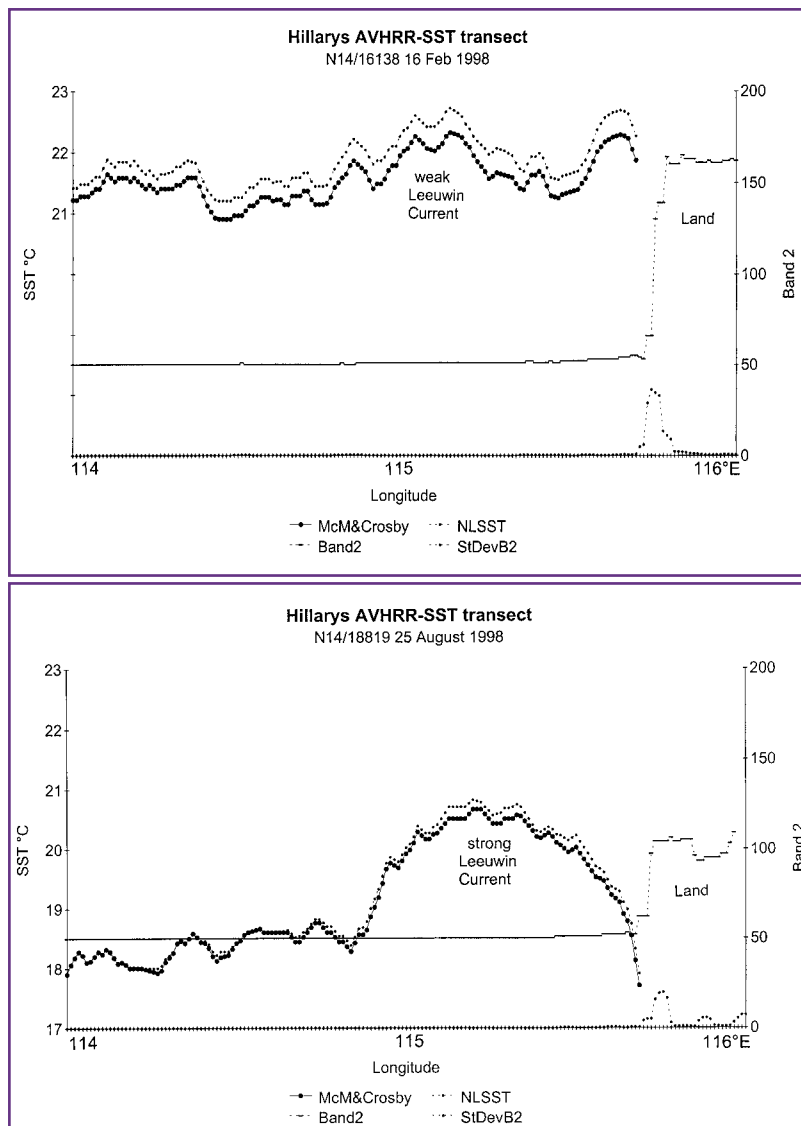 Hillarys AVHRR-SST transect
N14/16138 16 Feb 1998
23
22
21
SST °C
200
150
100
50
0
Band 2
weak
Leeuwin
Current
Land
114
115
116°E
Longitude
McM&Crosby
NLSST
Band2
StDevB2
Hillarys AVHRR-SST transect
N14/18819 25 August 1998
23
22
21
20
19
18
17
SST °C
200
150
100
50
0
Band 2
strong
Leeuwin
Current
Land
114
115
116°E
Longitude
McM&Crosby
NLSST
Band2
StDevB2